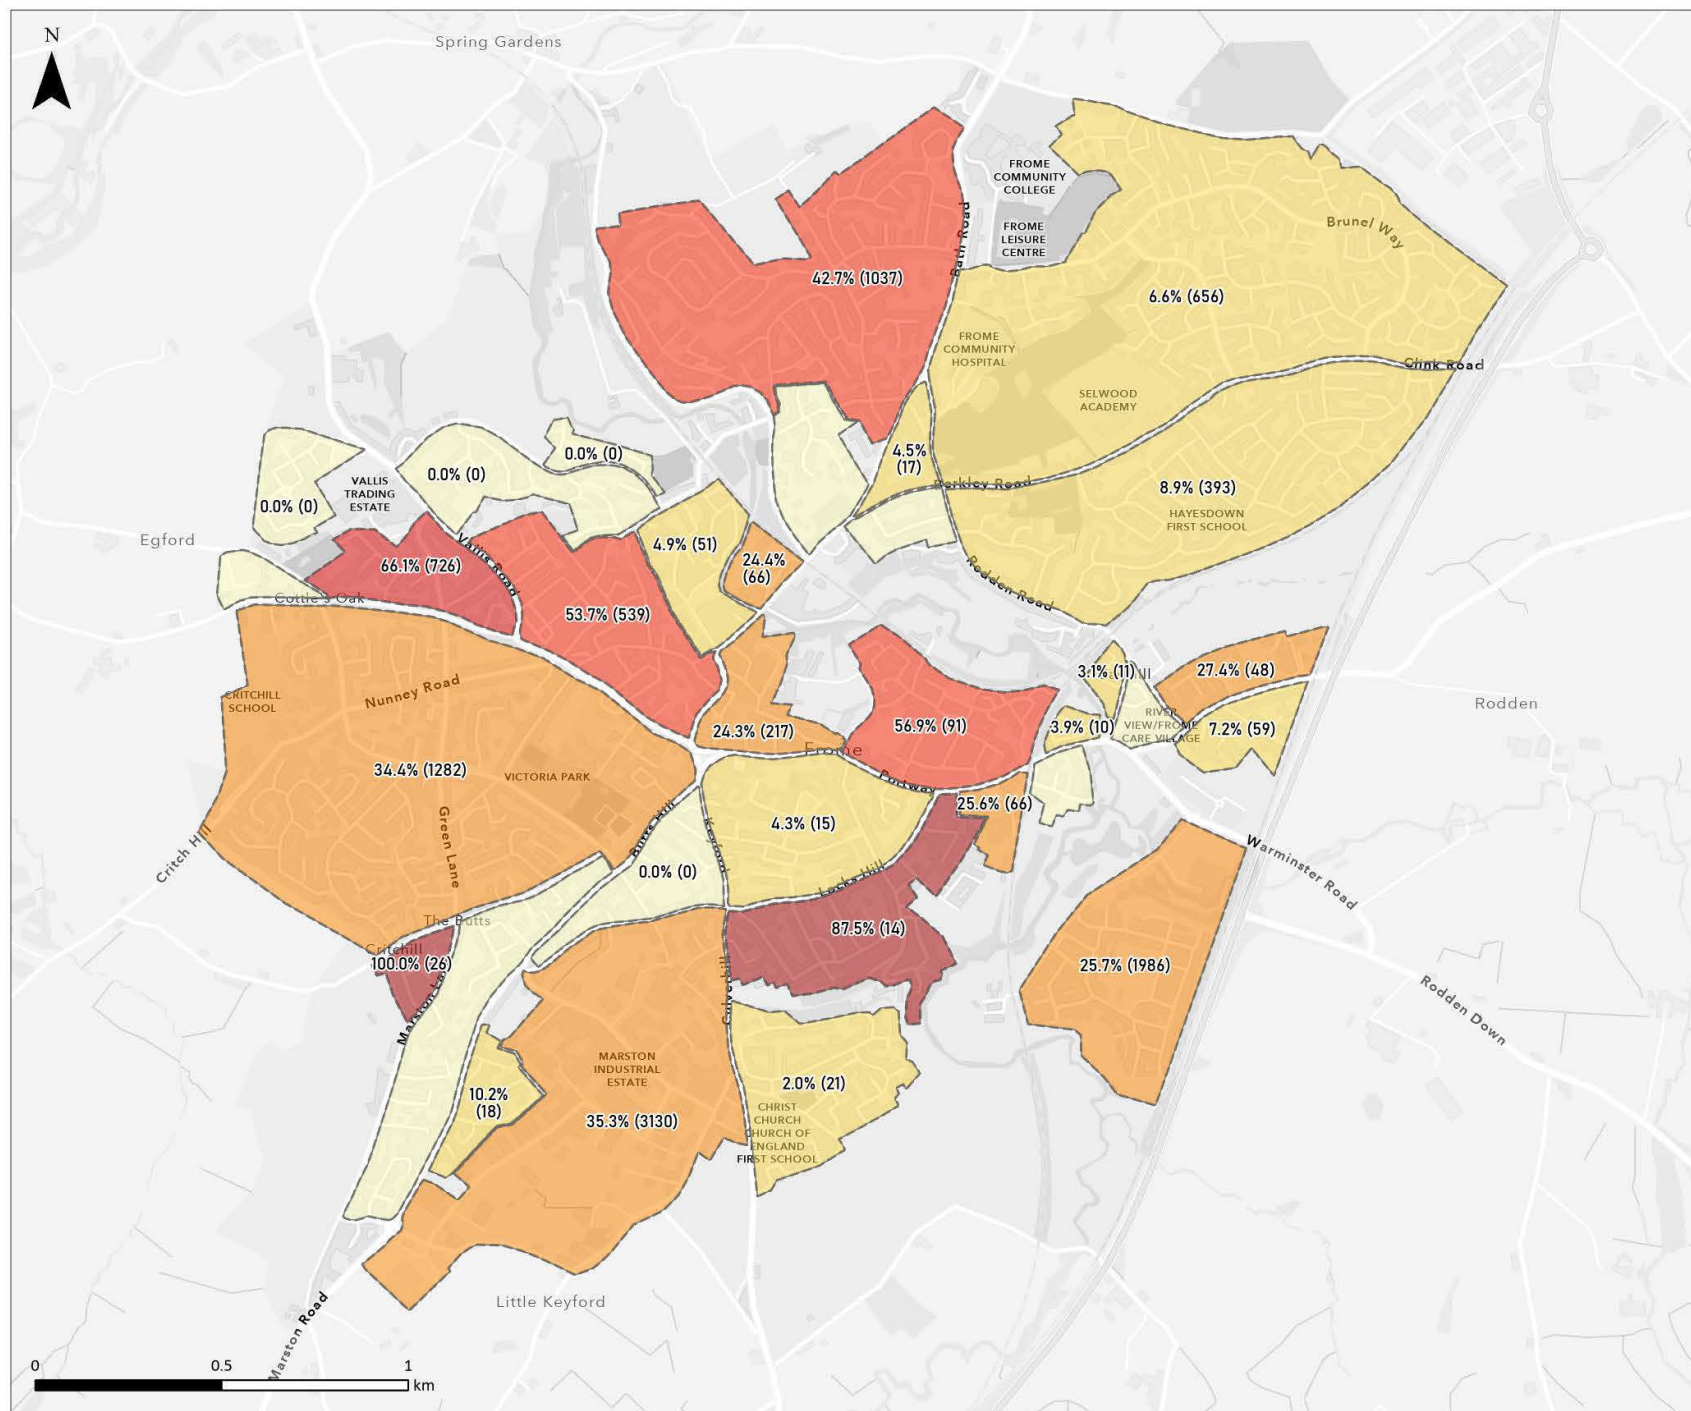 N
Spring Gardens
FROME
COMMUNITY
COLLEGE
FROME
LEISURE
CENTRE
Bath Road
Brunel Way
42.7% (1037)
6.6% (656)
FROME
COMMUNITY
HOSPITAL
Clink Road
SELWOOD
ACADEMY
4.5%
(17)
0.0% (0)
0.0% (0)
0.0% (0)
VALLIS
TRADING
ESTATE
Berkley Road
8.9% (393)
HAYESDOWN
FIRST SCHOOL
Egford
Vallis Road
4.9% (51)
24.4%
(66)
66.1% (726)
Rodden Road
Cottle's Oak
53.7% (539)
3.1% (11)
27.4% (48)
CRITCHILL
SCHOOL
Nunney Road
Rodden
RIVER
VIEW/FROME
CARE VILLAGE
24.3% (217)
56.9% (91)
3.9% (10)
7.2% (59)
Frome
34.4% (1282)
VICTORIA PARK
Portway
25.6% (66)
4.3% (15)
Butts Hill
Keyford
Green Lane
Critch Hill
0.0% (0)
Locks Hill
Warminster Road
The Butts
87.5% (14)
Critchill
100.0% (26)
25.7% (1986)
Culver Hill
Rodden Down
MARSTON
INDUSTRIAL
ESTATE
2.0% (21)
10.2%
(18)
35.3% (3130)
CHRIST
CHURCH
CHURCH OF
ENGLAND
FIRST SCHOOL
Little Keyford
Marston Road
0
0.5
1
km